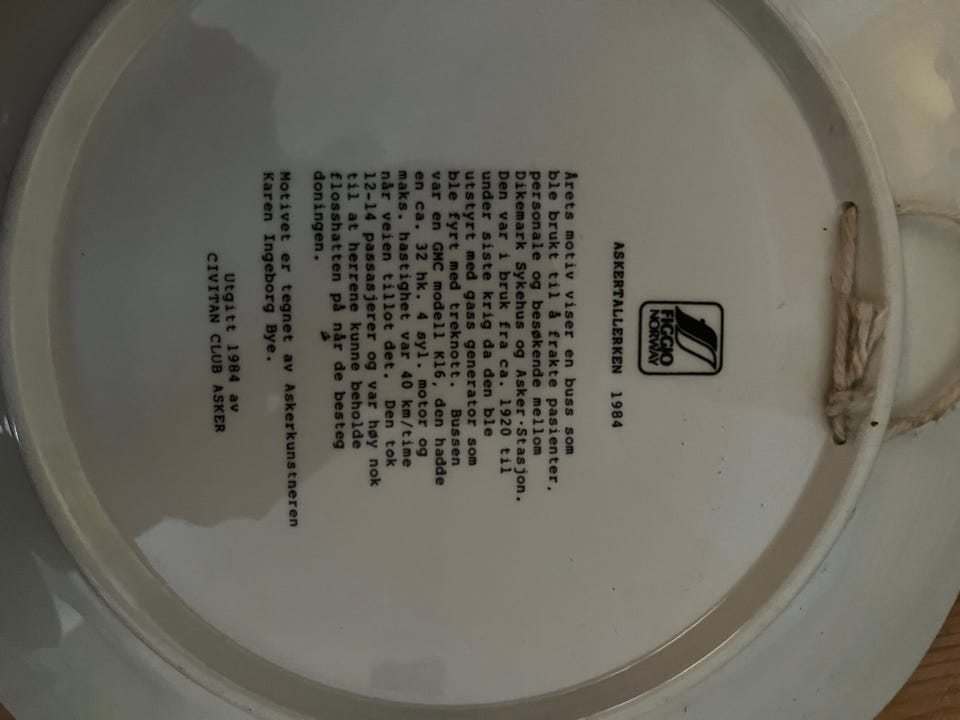 FIGGJO
NORWAY
ASKERTALLERKEN 1984
Årets motiv viser en buss som
ble brukt til å frakte pasienter,
personale og besøkende mellom
Dikemark Sykehus og Asker Stasjon.
Den var i bruk fra ca. 1920 til
under siste krig da den ble
utstyrt med gass generator som
ble fyrt med treknott. Bussen
var en GMC modell K16, den hadde
en ca. 32 hk. 4 syl. motor og
maks. hastighet var 40 km/time
når veien tillot det. Den tok
12-14 passasjerer og var høy nok
til at herrene kunne beholde
flosshatten på når de besteg
doningen.
Motivet er tegnet av Askerkunstneren
Karen Ingeborg Bye.
Utgitt 1984 av
CIVITAN CLUB ASKER